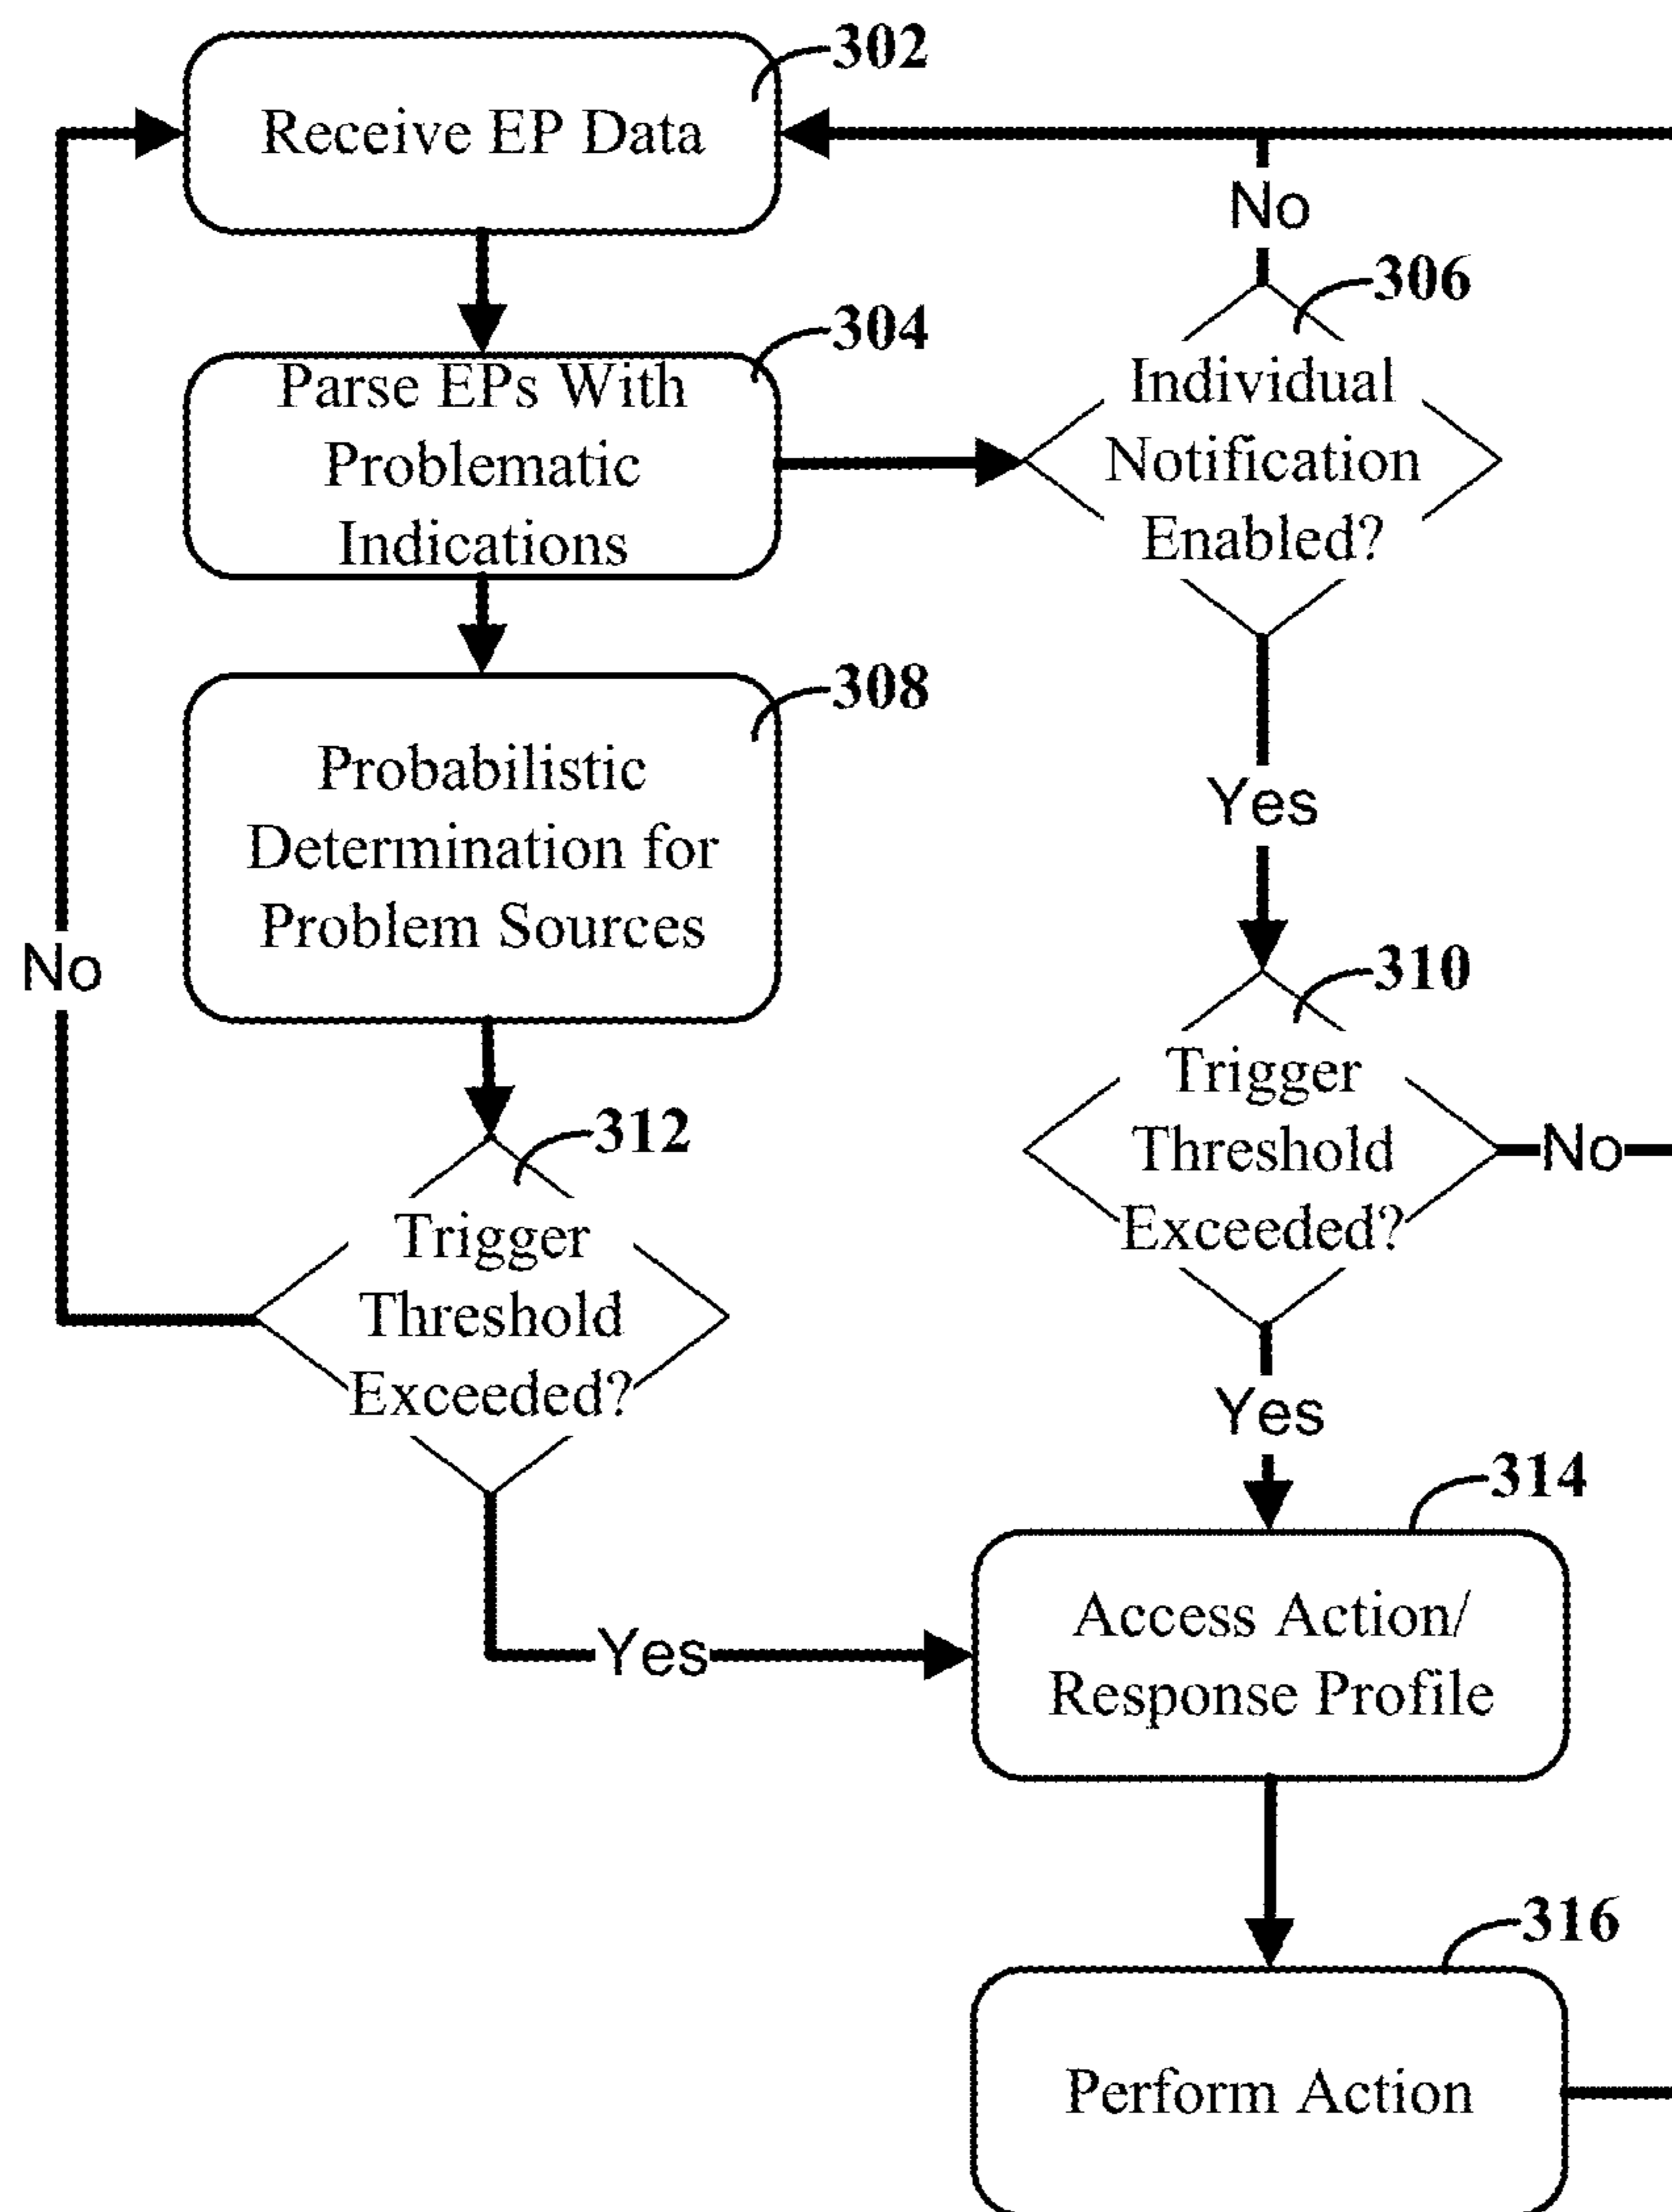 302
Receive EP Data
No
306
304
Parse EPs With
Problematic
Indications
Individual
Notification
Enabled?
308
Probabilistic
Determination for
Problem Sources
Yes
No
310
Trigger
Threshold
Exceeded?
No
312
Trigger
Threshold
Exceeded?
Yes
314
Yes
Access Action/
Response Profile
316
Perform Action